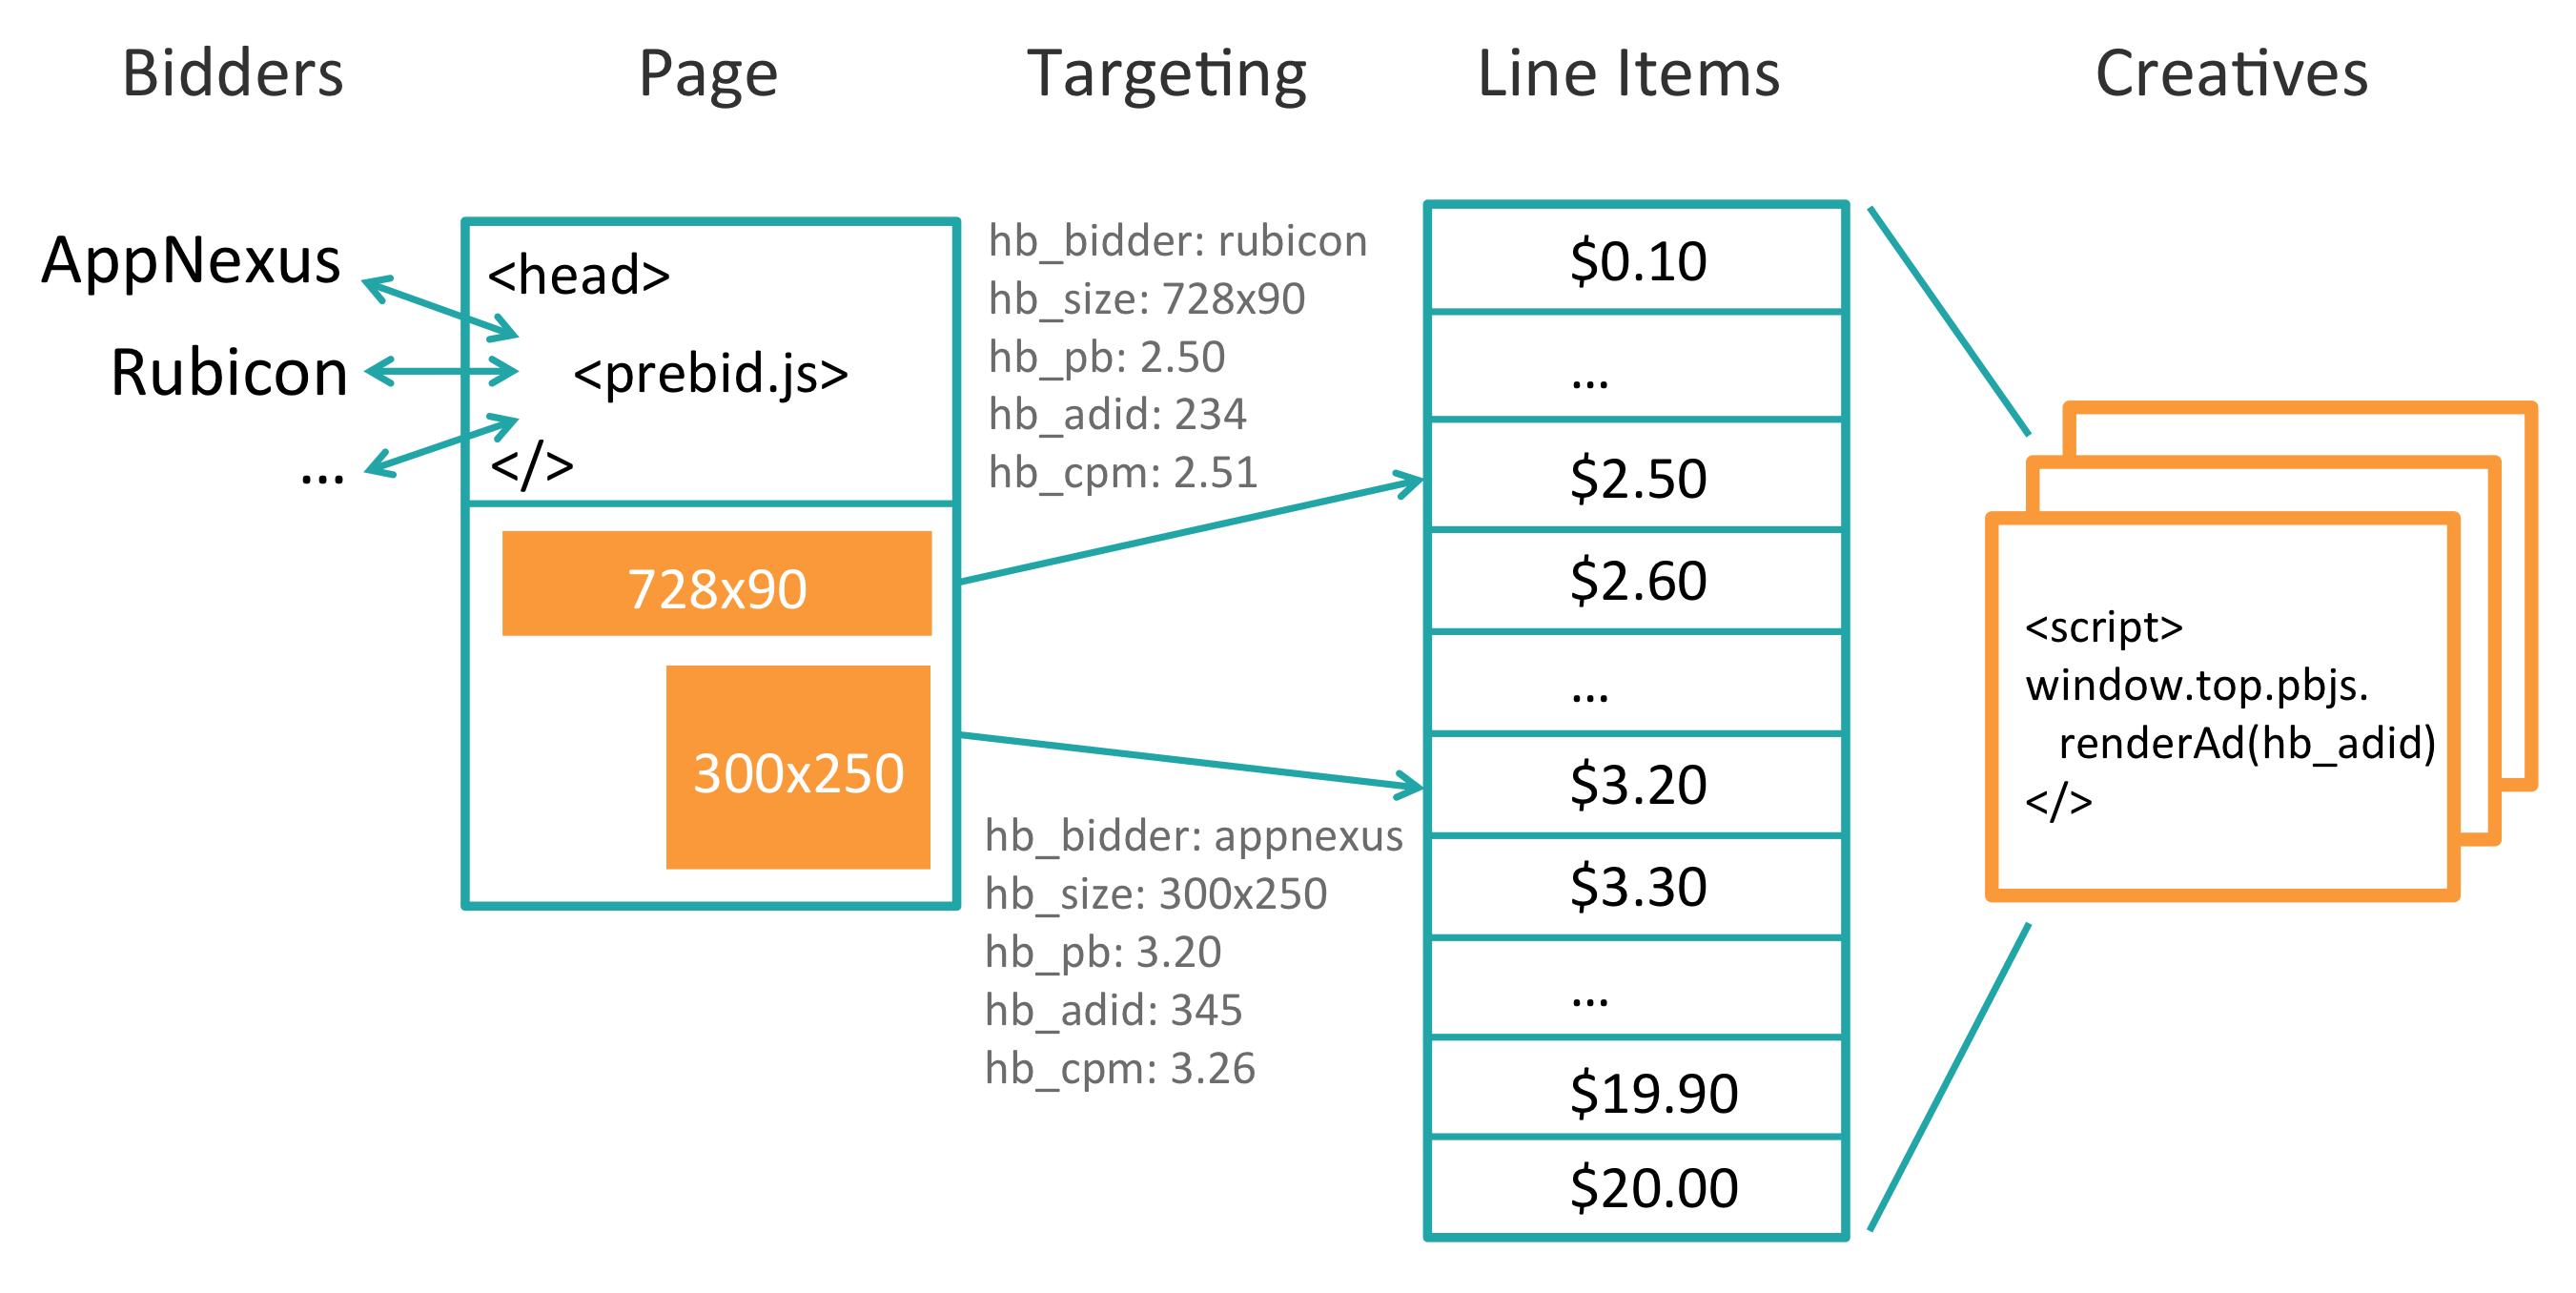 Bidders
Page
Targeting
Line Items
Creatives
AppNexus
Rubicon
...
<head>
<prebid.js>
</>
728x90
300x250
hb_bidder: rubicon
hb_size: 728x90
hb_pb: 2.50
hb_adid: 234
hb_cpm: 2.51
hb_bidder: appnexus
hb_size: 300x250
hb_pb: 3.20
hb_adid: 345
hb_cpm: 3.26
$0.10
...
$2.50
$2.60
...
$3.20
$3.30
...
$19.90
$20.00
<script>
window.top.pbjs.
renderAd(hb_adid)
</>